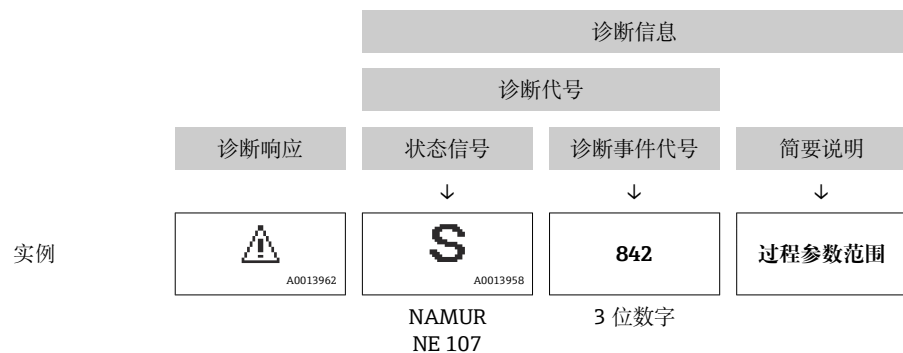 诊断信息
诊断代号
诊断响应 状态信号 诊断事件代号 简要说明
↓ ↓ ↓
实例 S 842 过程参数范围
A0013962 A0013958
NAMUR 3 位数字
NE 107